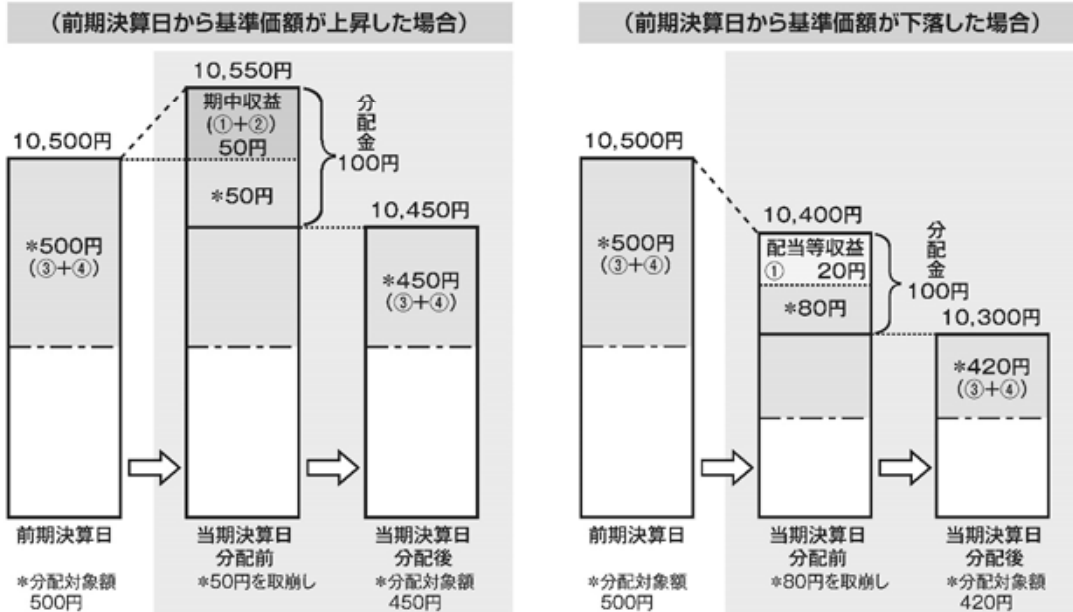 （前期決算日から基準価額が上昇した場合）
10,550円
期中収益
（①＋②）
50円
＊50円
分配金
100円
10,500円
＊500円
（③＋④）
10,450円
＊450円
（③＋④）
前期決算日
当期決算日
分配前
当期決算日
分配後
＊分配対象額
500円
＊50円を取崩し
＊分配対象額
450円
（前期決算日から基準価額が下落した場合）
10,500円
＊500円
（③＋④）
10,400円
配当等収益
① 20円
＊80円
分配金
100円
10,300円
＊420円
（③＋④）
前期決算日
当期決算日
分配前
当期決算日
分配後
＊分配対象額
500円
＊80円を取崩し
＊分配対象額
420円